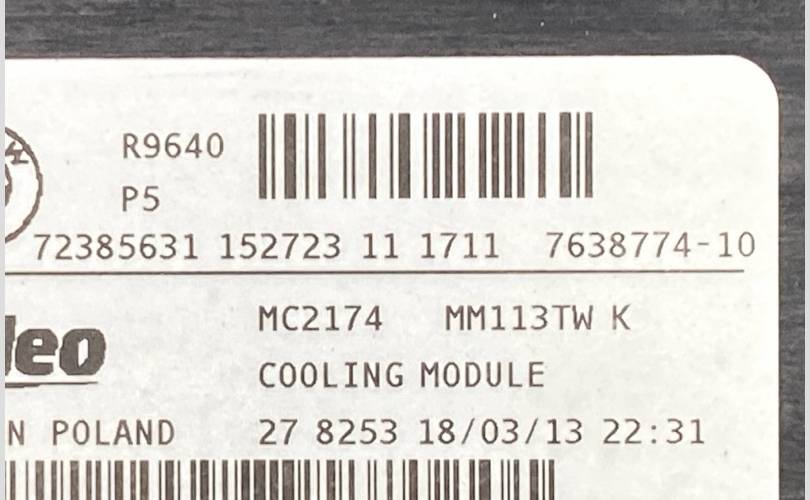 R9640
P5
72385631 152723 11 1711 7638774-10
MC2174 MM113TW K
leo COOLING MODULE
N POLAND 27 8253 18/03/13 22:31